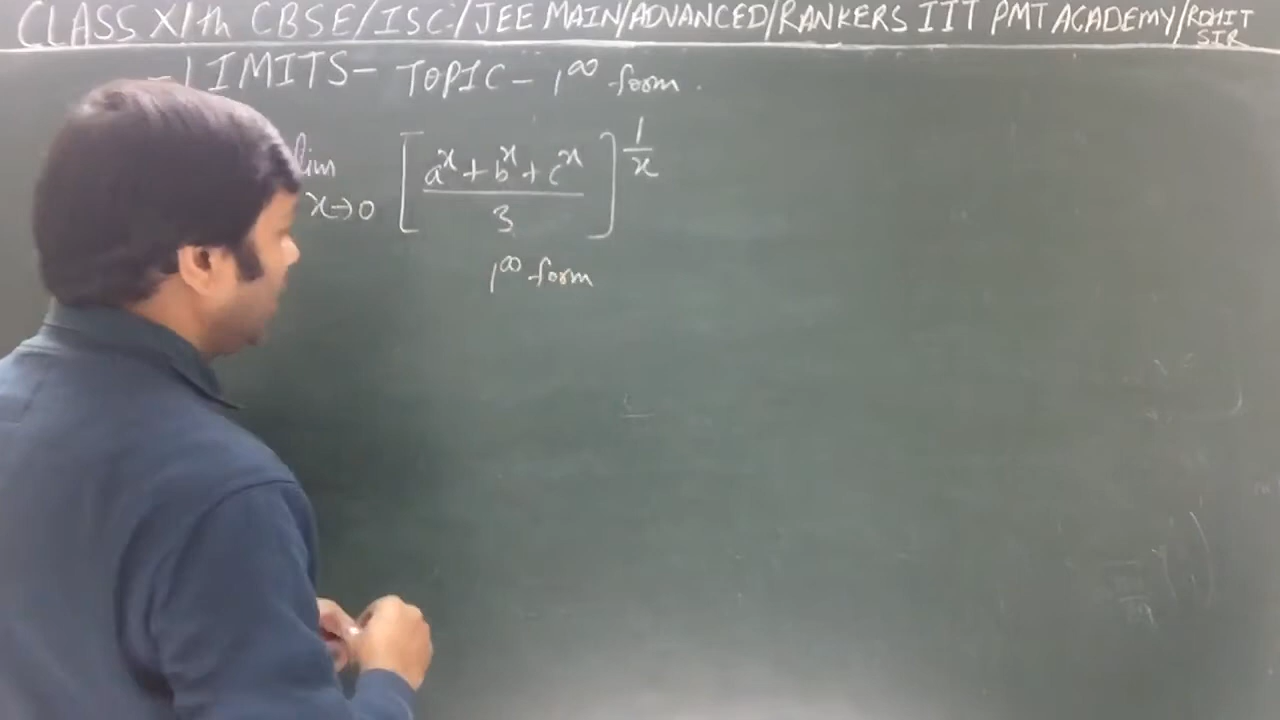 CLASS XIth CBSE/ISC/JEE MAIN/ADVANCED/RANKERS IIT PMT ACADEMY/ROHIT SIR
-LIMITS- TOPIC - 1^∞ form.
lim x→0 [(a^x + b^x + c^x)/3]^(1/x)
1^∞ form